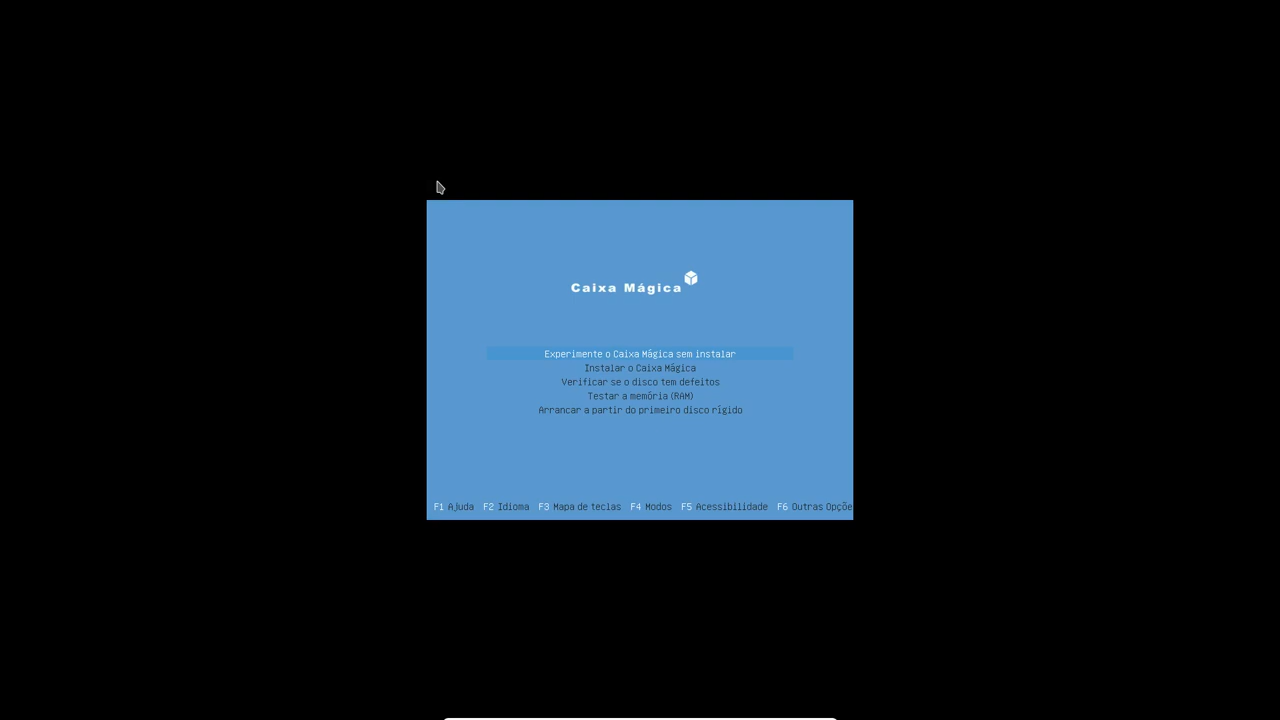 Caixa Mágica
Experimente o Caixa Mágica sem instalar
Instalar o Caixa Mágica
Verificar se o disco tem defeitos
Testar a memória (RAM)
Arrancar a partir do primeiro disco rígido
F1 Ajuda F2 Idioma F3 Mapa de teclas F4 Modos F5 Acessibilidade F6 Outras Opçõe